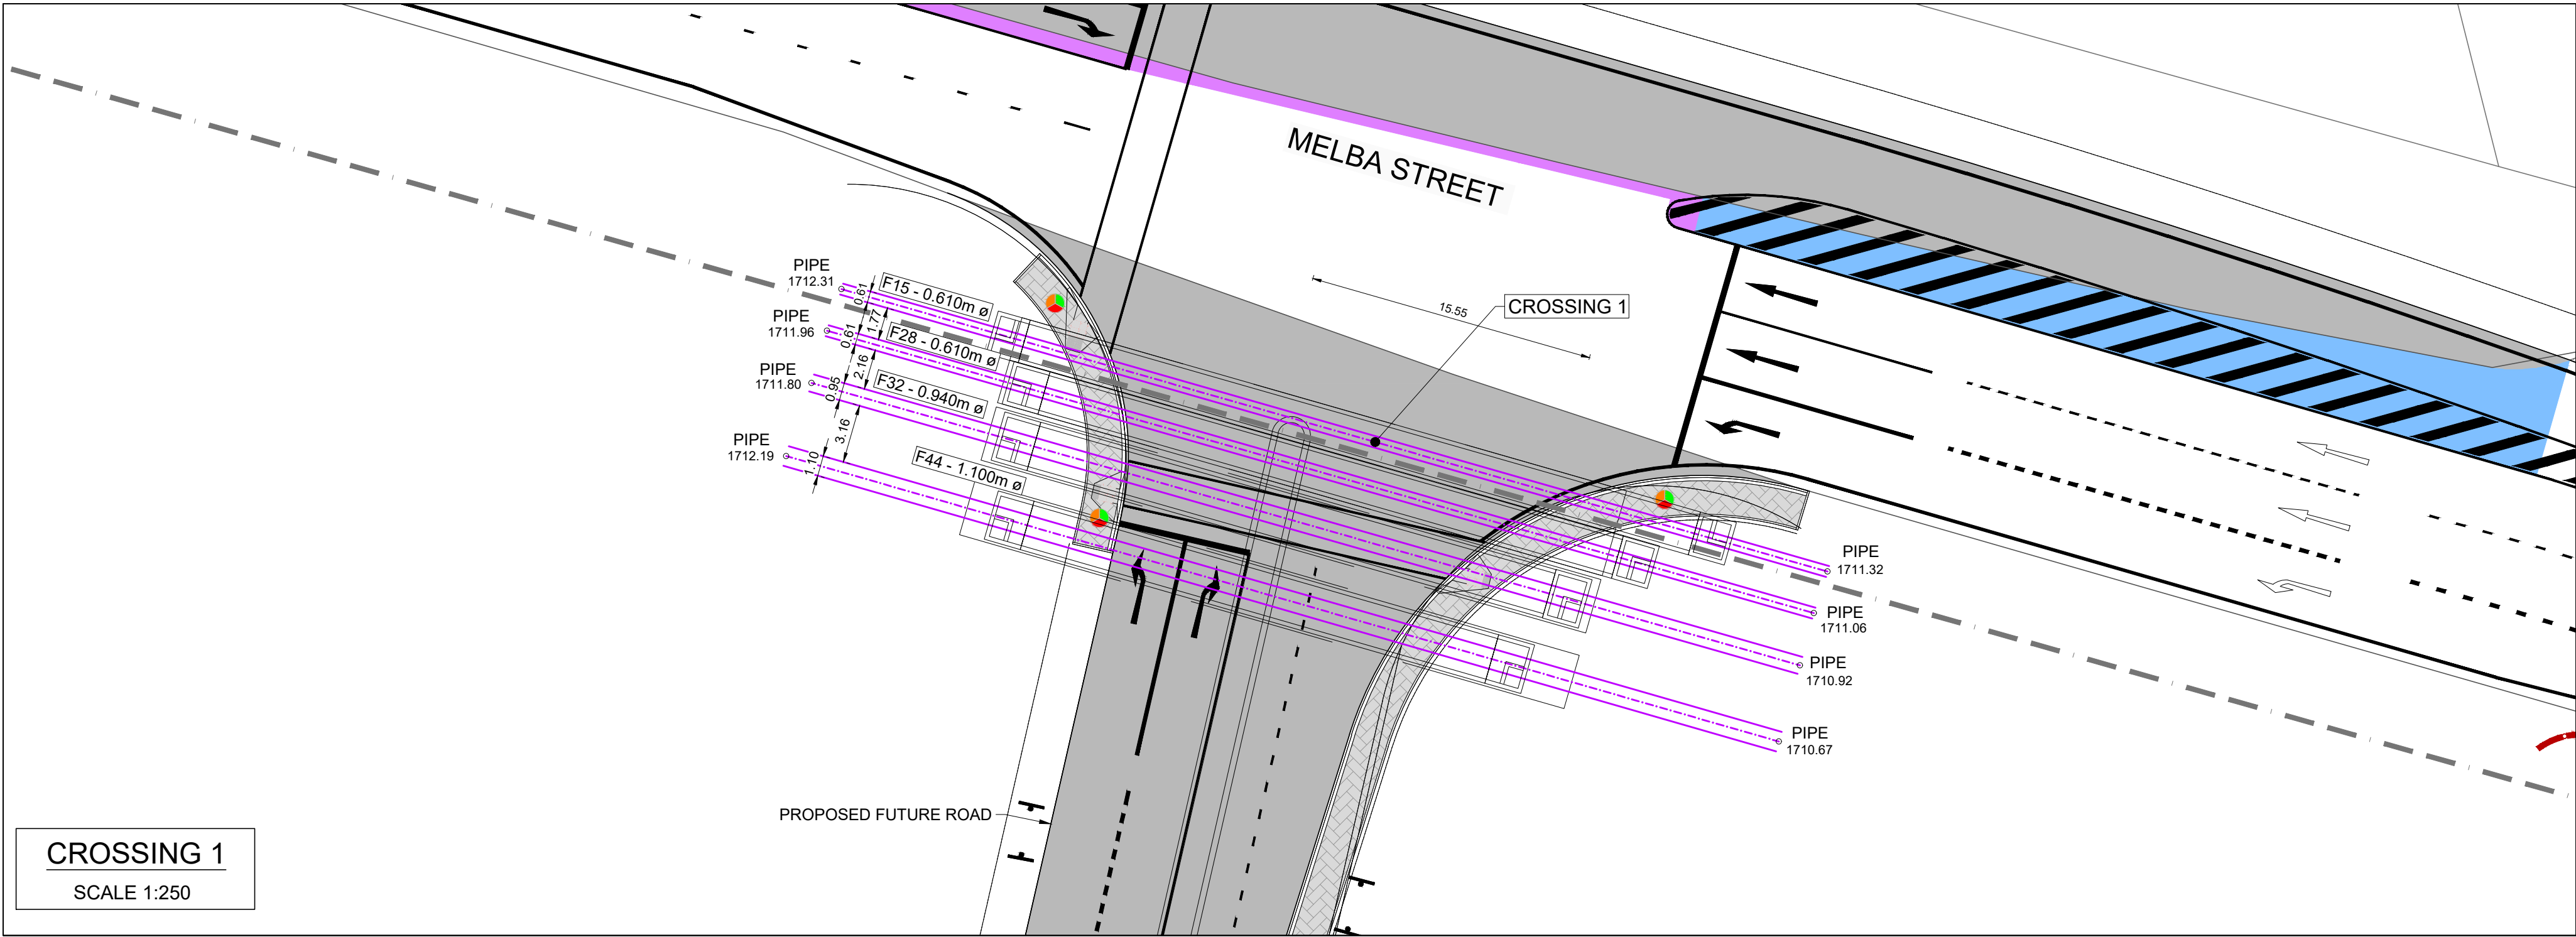 MELBA STREET
PIPE
1712.31
0.61
F15 - 0.610m ø
1.77
PIPE
1711.96
0.61
F28 - 0.610m ø
2.16
PIPE
1711.80
0.95
F32 - 0.940m ø
3.16
PIPE
1712.19
1.10
F44 - 1.100m ø
15.55
CROSSING 1
PIPE
1711.32
PIPE
1711.06
PIPE
1710.92
PIPE
1710.67
PROPOSED FUTURE ROAD
CROSSING 1
SCALE 1:250